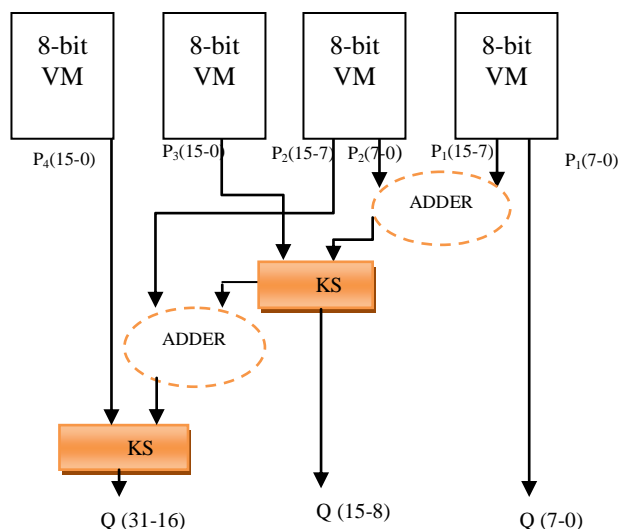 8-bit
VM
8-bit
VM
8-bit
VM
8-bit
VM
P₄(15-0)
P₃(15-0)
P₂(15-7)
P₂(7-0)
P₁(15-7)
P₁(7-0)
ADDER
KS
ADDER
KS
Q (31-16)
Q (15-8)
Q (7-0)